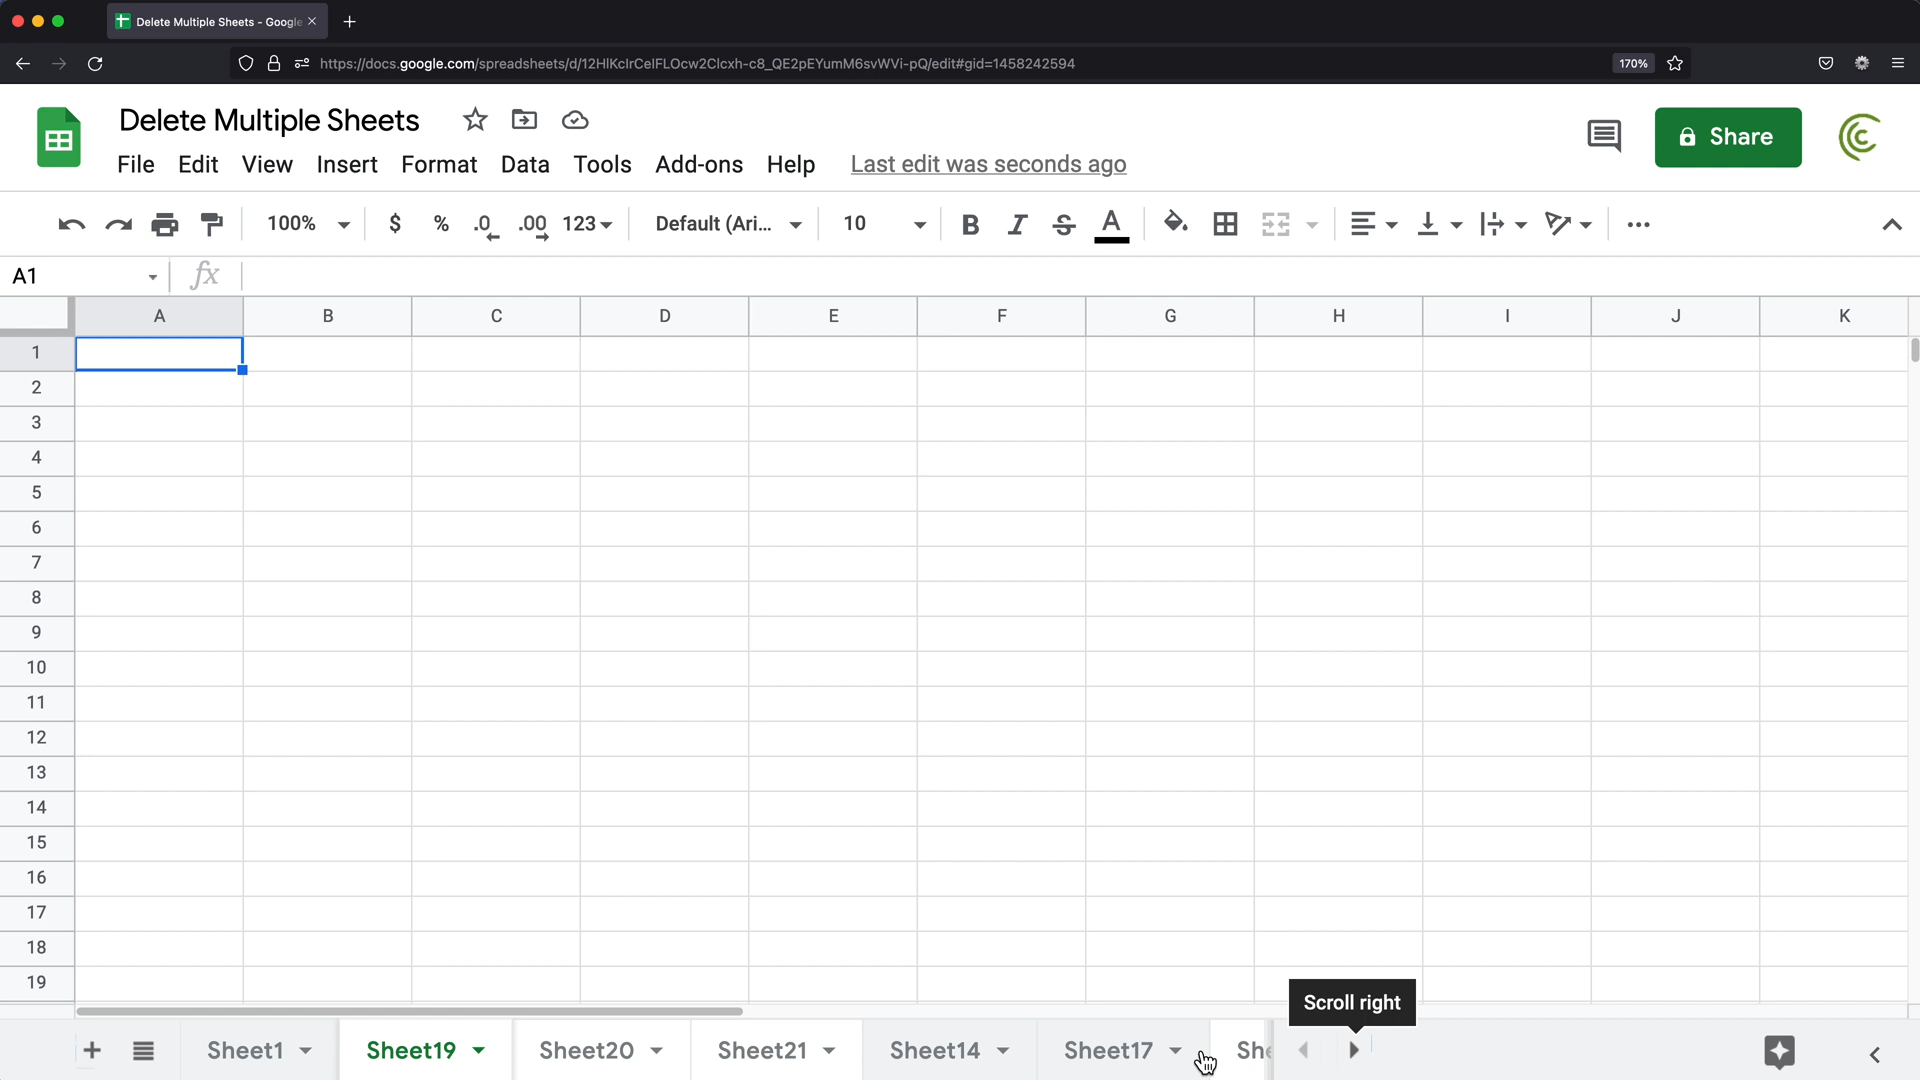 Delete Multiple Sheets - Google
https://docs.google.com/spreadsheets/d/12HlKclrCelFLOcw2Clcxh-c8_QE2pEYumM6svWVi-pQ/edit#gid=1458242594
170%
Delete Multiple Sheets
Share
File Edit View Insert Format Data Tools Add-ons Help Last edit was seconds ago
100% $ % .0 .00 123 Default (Ari... 10 B I S A
A1 fx
A B C D E F G H I J K
1
2
3
4
5
6
7
8
9
10
11
12
13
14
15
16
17
18
19
Scroll right
Sheet1 Sheet19 Sheet20 Sheet21 Sheet14 Sheet17 She